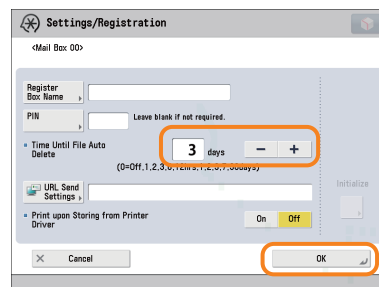 Settings/Registration
<Mail Box 00>
Register
Box Name
PIN
Leave blank if not required.
Time Until File Auto
Delete
3 days - +
(0=Off,1,2,3,6,12hrs,1,2,3,7,30days)
URL Send
Settings
Initialize
Print upon Storing from Printer
Driver
On Off
× Cancel
OK